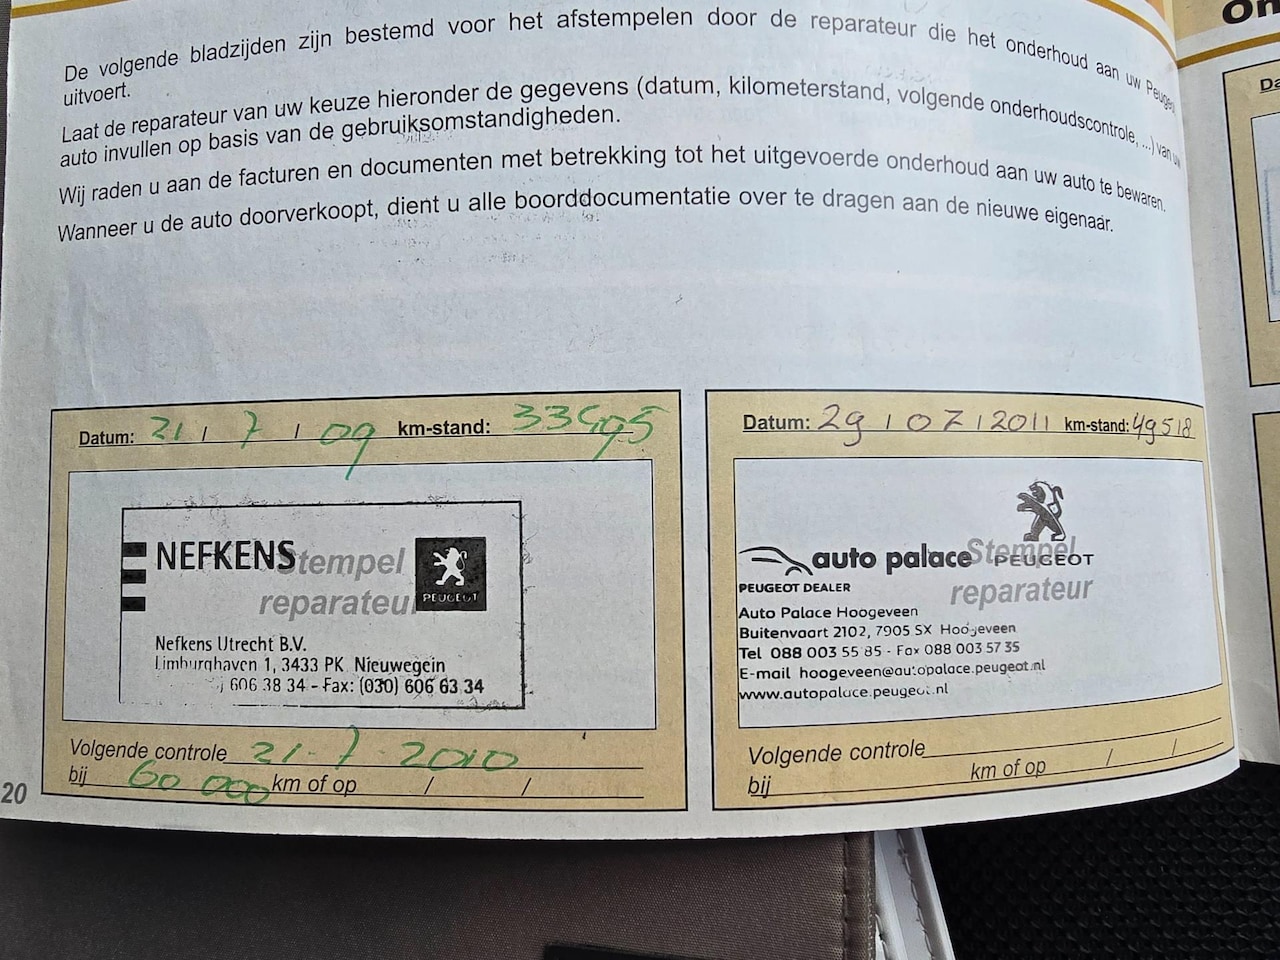 De volgende bladzijden zijn bestemd voor het afstempelen door de reparateur die het onderhoud aan uw Peugeot
uitvoert.
Laat de reparateur van uw keuze hieronder de gegevens (datum, kilometerstand, volgende onderhoudscontrole, ...) van uw
auto invullen op basis van de gebruiksomstandigheden.
Wij raden u aan de facturen en documenten met betrekking tot het uitgevoerde onderhoud aan uw auto te bewaren.
Wanneer u de auto doorverkoopt, dient u alle boorddocumentatie over te dragen aan de nieuwe eigenaar.
Datum: 21 / 7 / 09 km-stand:
NEFKENS
Stempel
reparateur
PEUGEOT
Nefkens Utrecht B.V.
Limburghaven 1, 3433 PK Nieuwegein
606 38 34 - Fax: (030) 606 63 34
Volgende controle 21-7-2010
bij 60 000 km of op / /
Datum: 29 / 07 / 2011 km-stand: 49518
auto palace
Stempel
PEUGEOT
PEUGEOT DEALER
reparateur
Auto Palace Hoogeveen
Buitenvaart 2102, 7905 SX Hoogeveen
Tel 088 003 55 85 - Fax 088 003 57 35
E-mail hoogeveen@autopalace.peugeot.nl
www.autopalace.peugeot.nl
Volgende controle
bij km of op / /
20
On